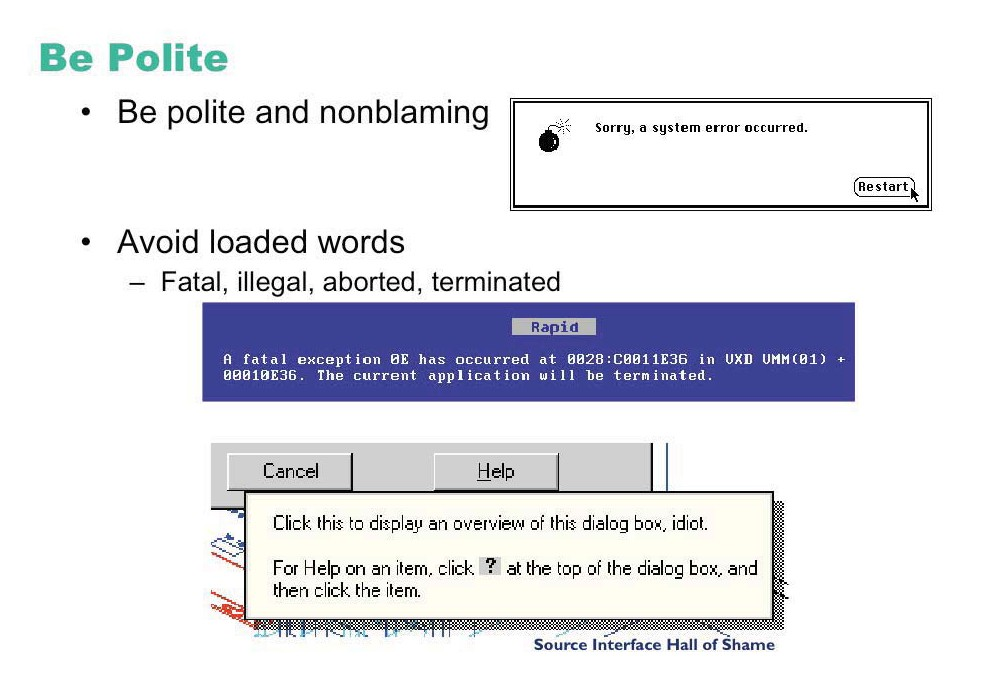 Be Polite
• Be polite and nonblaming
Sorry, a system error occurred.
Restart
• Avoid loaded words
– Fatal, illegal, aborted, terminated
Rapid
A fatal exception 0E has occurred at 0028:C0011E36 in VXD VMM(01) +
00010E36. The current application will be terminated.
Cancel
Help
Click this to display an overview of this dialog box, idiot.
For Help on an item, click ? at the top of the dialog box, and
then click the item.
Source Interface Hall of Shame